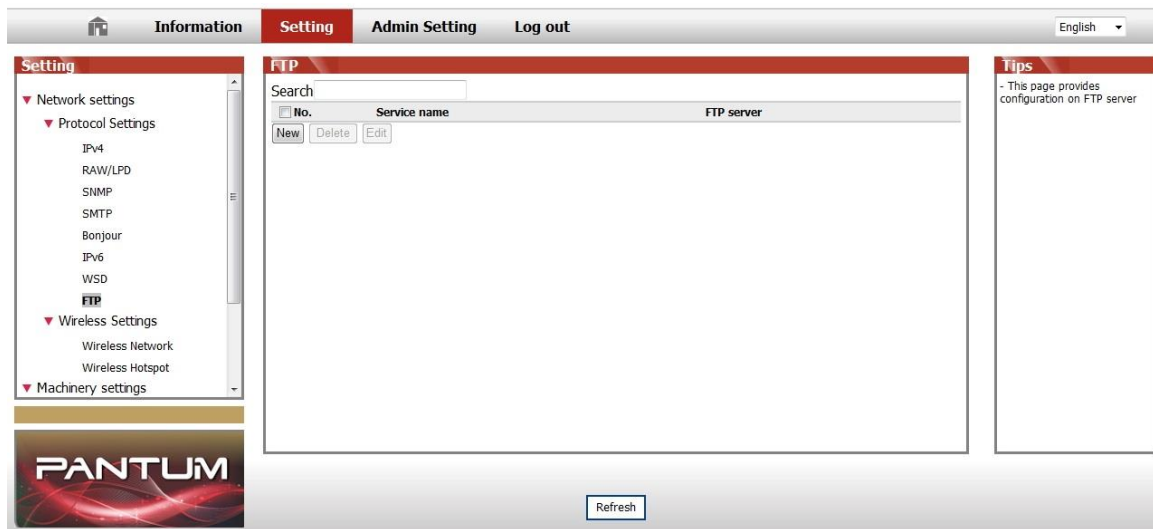 Information Setting Admin Setting Log out English
Setting
▼ Network settings
▼ Protocol Settings
IPv4
RAW/LPD
SNMP
SMTP
Bonjour
IPv6
WSD
FTP
▼ Wireless Settings
Wireless Network
Wireless Hotspot
▼ Machinery settings
PANTUM
FTP
Search
No. Service name FTP server
New Delete Edit
Refresh
Tips
- This page provides
configuration on FTP server